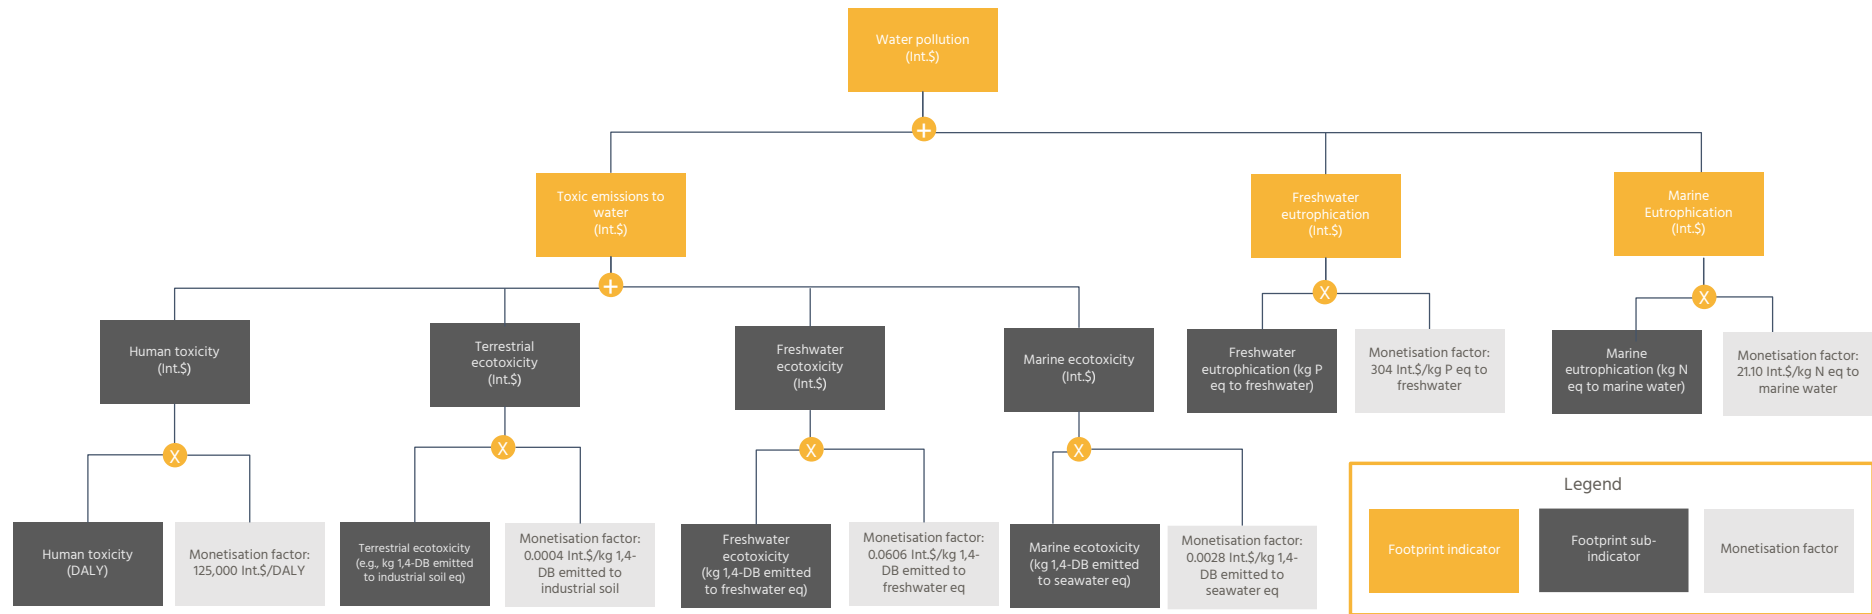 Water pollution
(Int.$)
+
Toxic emissions to
water
(Int.$)
Freshwater
eutrophication
(Int.$)
Marine
Eutrophication
(Int.$)
+
X
X
Human toxicity
(Int.$)
Terrestrial
ecotoxicity
(Int.$)
Freshwater
ecotoxicity
(Int.$)
Marine ecotoxicity
(Int.$)
Freshwater
eutrophication (kg P
eq to freshwater)
Monetisation factor:
304 Int.$/kg P eq to
freshwater
Marine
eutrophication (kg N
eq to marine water)
Monetisation factor:
21.10 Int.$/kg N eq to
marine water
X
X
X
X
Human toxicity
(DALY)
Monetisation factor:
125,000 Int.$/DALY
Terrestrial ecotoxicity
(e.g., kg 1,4-DB emitted
to industrial soil eq)
Monetisation factor:
0.0004 Int.$/kg 1,4-
DB emitted to
industrial soil
Freshwater
ecotoxicity
(kg 1,4-DB emitted
to freshwater eq)
Monetisation factor:
0.0606 Int.$/kg 1,4-
DB emitted to
freshwater eq
Marine ecotoxicity
(kg 1,4-DB emitted
to seawater eq)
Monetisation factor:
0.0028 Int.$/kg 1,4-
DB emitted to
seawater eq
Legend
Footprint indicator
Footprint sub-
indicator
Monetisation factor